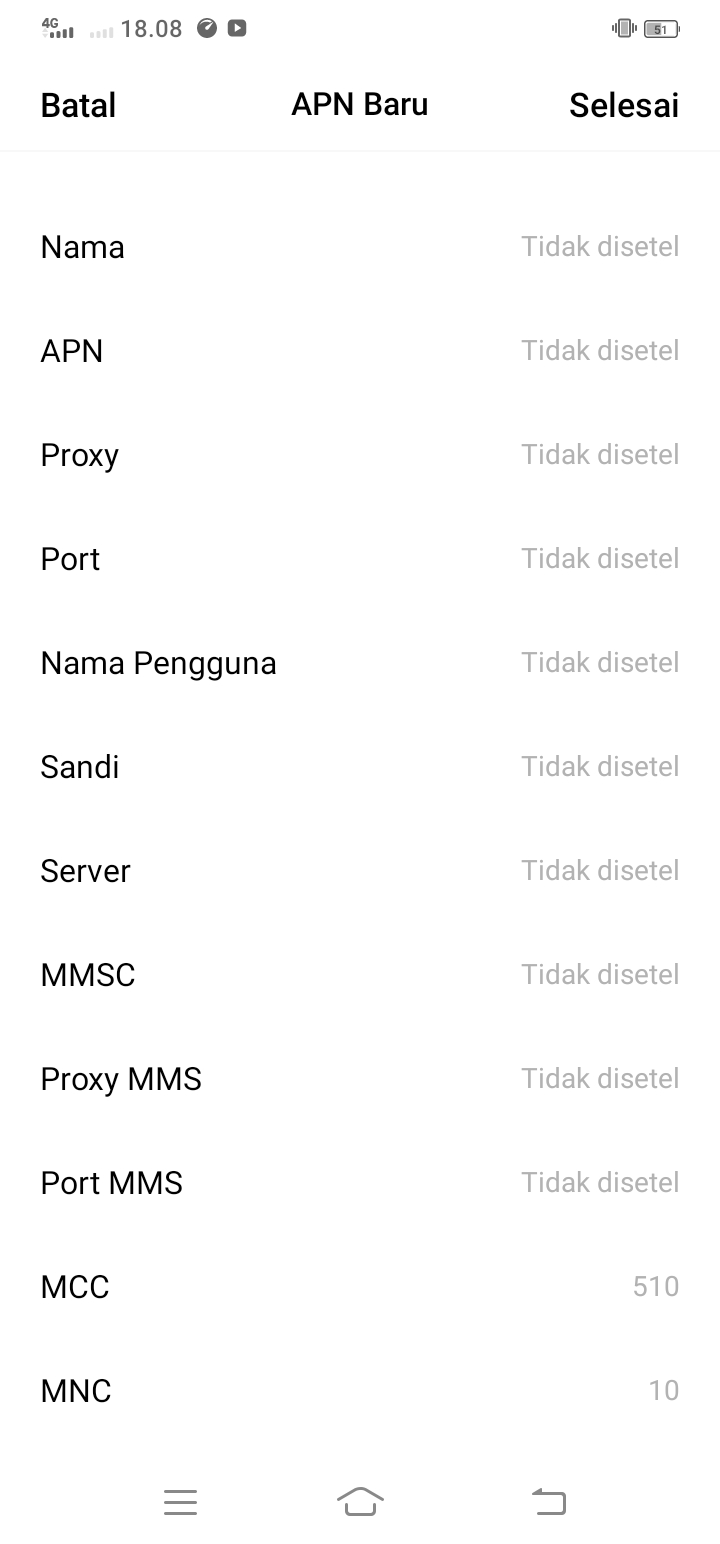 4G 18.08 51
Batal APN Baru Selesai
Nama Tidak disetel
APN Tidak disetel
Proxy Tidak disetel
Port Tidak disetel
Nama Pengguna Tidak disetel
Sandi Tidak disetel
Server Tidak disetel
MMSC Tidak disetel
Proxy MMS Tidak disetel
Port MMS Tidak disetel
MCC 510
MNC 10